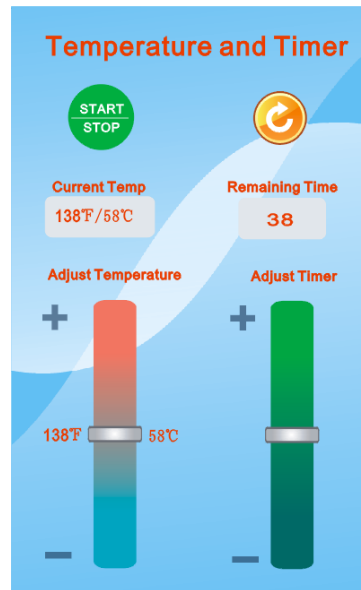 Temperature and Timer
START
STOP
Current Temp
Remaining Time
138℉/58℃
38
Adjust Temperature
Adjust Timer
+
+
138℉
58℃
−
−